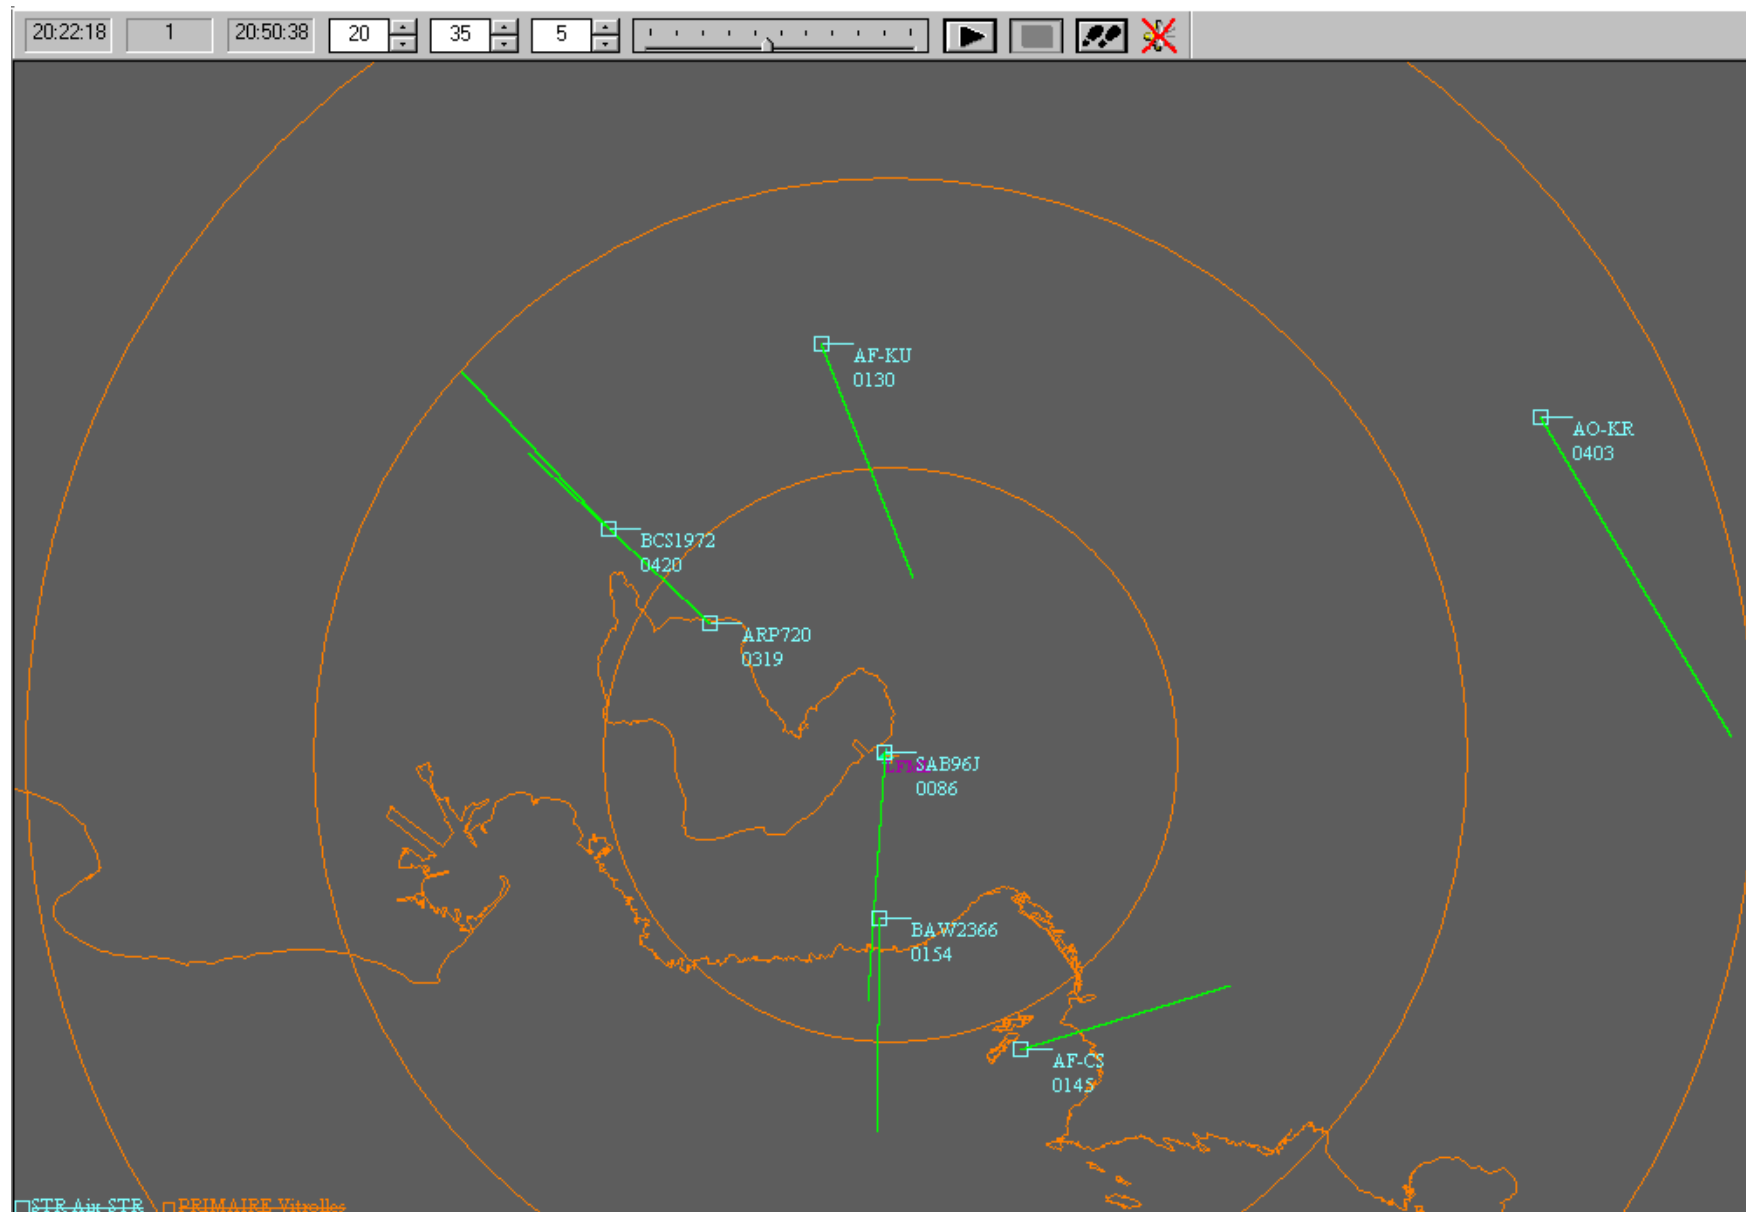 20:22:18 1 20:50:38 20 35 5
AF-KU
0130
AO-KR
0403
BCS1972
0420
ARP720
0319
SAB96J
0086
BAW2366
0154
AF-CS
0145
STR Air STR PRIMAIRE Vitrolles